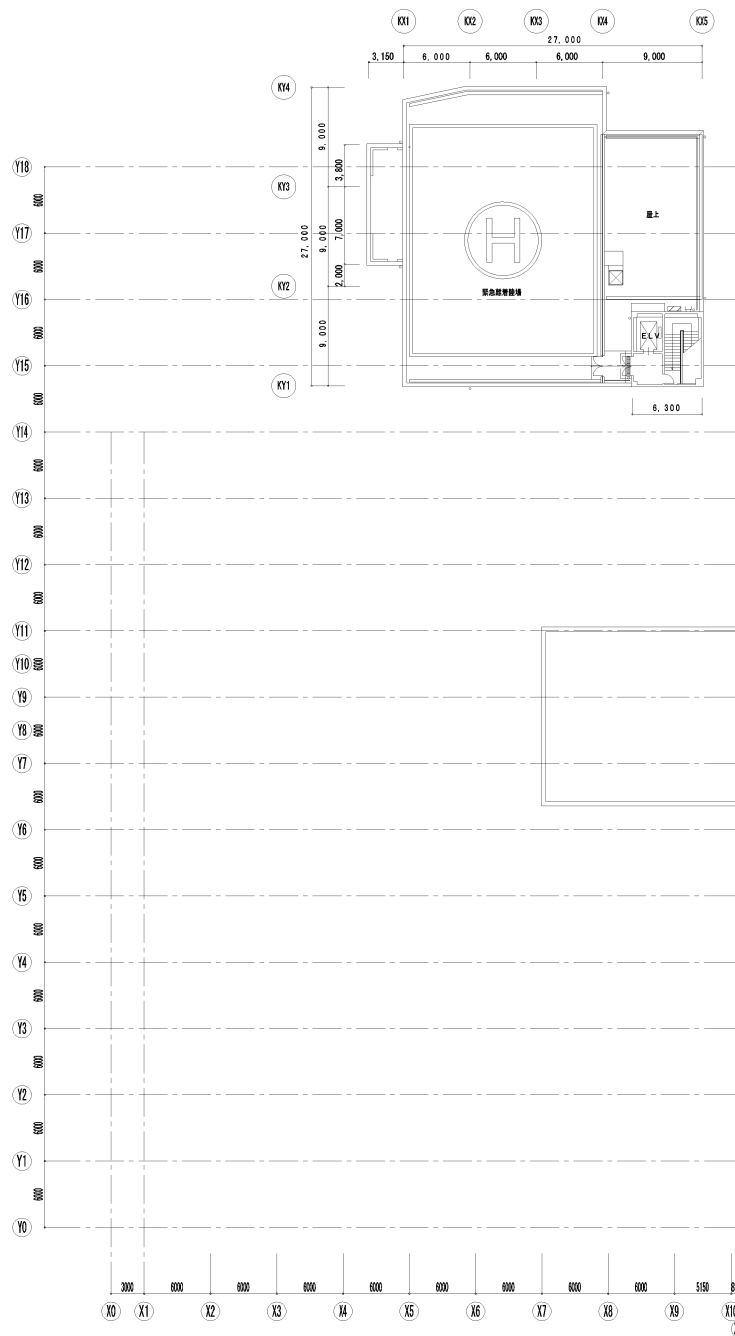 KX1 KX2 KX3 KX4 KX5
27,000
3,150 6,000 6,000 6,000 9,000
KY4
9,000
3,800
Y18
KY3
6000
屋上
Y17
27,000
9,000
7,000
H
6000
2,000
KY2
緊急離着陸場
Y16
6000
9,000
ELV
Y15
KY1
6000
6,300
Y14
6000
Y13
6000
Y12
6000
Y11
Y10 6000
Y9
Y8 6000
Y7
6000
Y6
6000
Y5
6000
Y4
6000
Y3
6000
Y2
6000
Y1
6000
Y0
3000 6000 6000 6000 6000 6000 6000 6000 6000 5150
X0 X1 X2 X3 X4 X5 X6 X7 X8 X9 X10